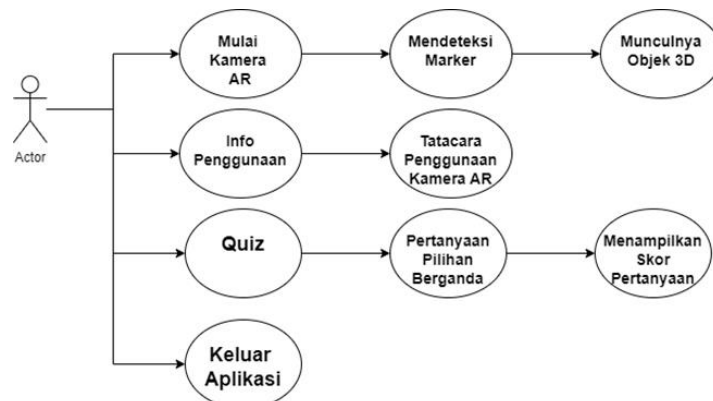 Mulai
Kamera
AR
Mendeteksi
Marker
Munculnya
Objek 3D
Actor
Info
Penggunaan
Tatacara
Penggunaan
Kamera AR
Quiz
Pertanyaan
Pilihan
Berganda
Menampilkan
Skor
Pertanyaan
Keluar
Aplikasi